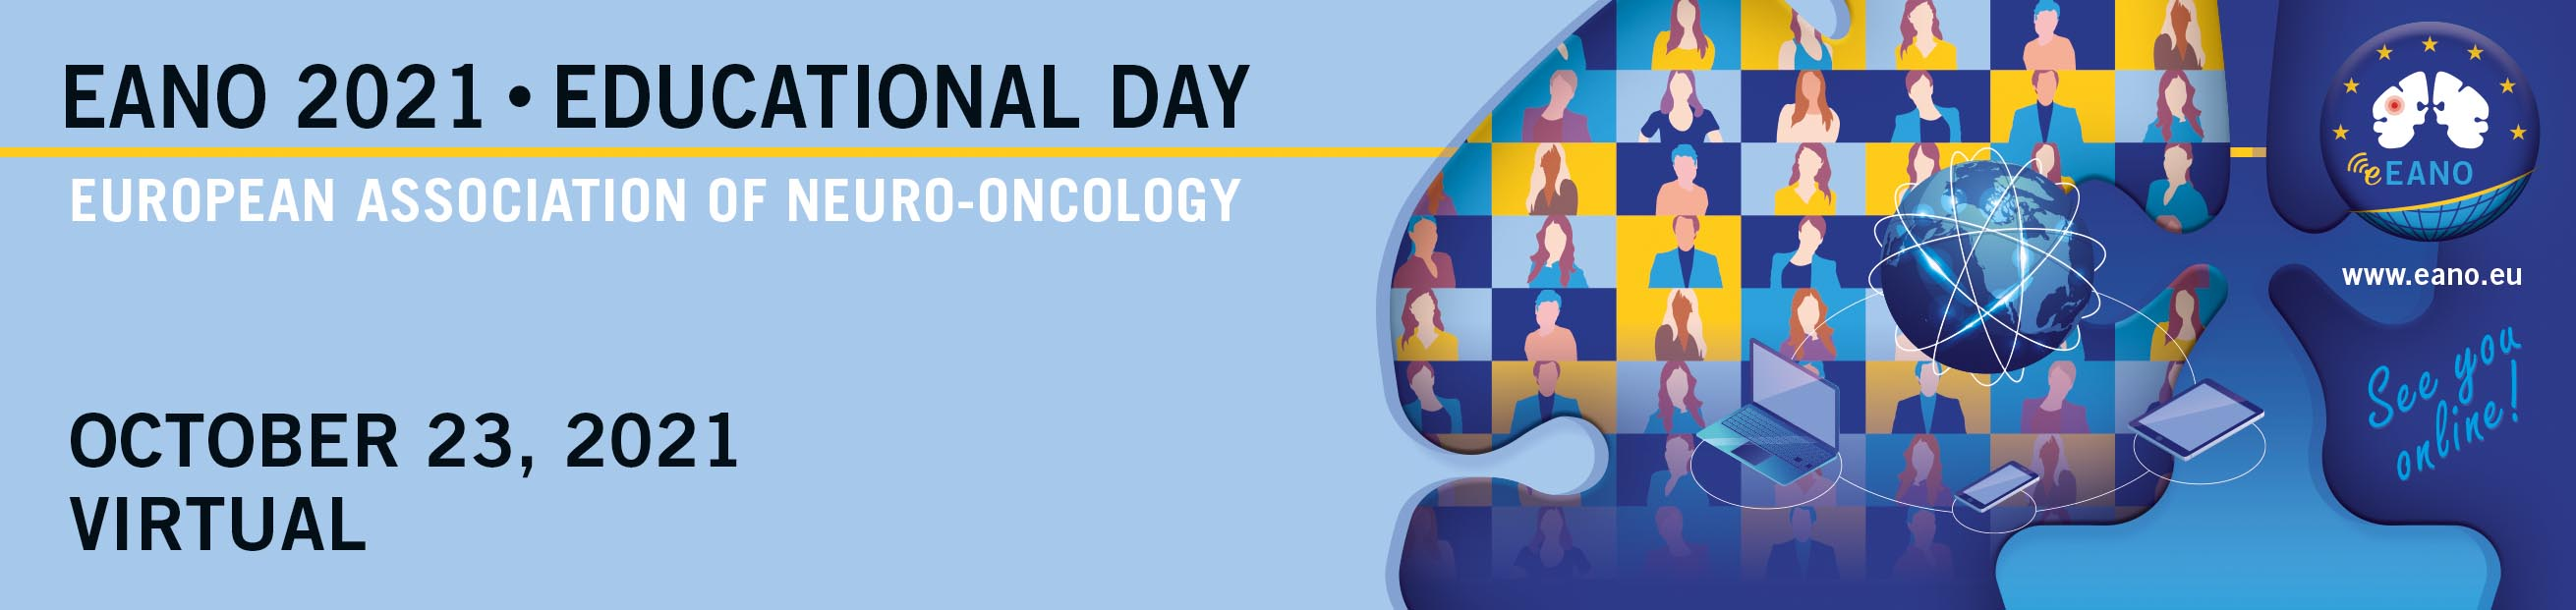 EANO 2021 • EDUCATIONAL DAY
EUROPEAN ASSOCIATION OF NEURO-ONCOLOGY
OCTOBER 23, 2021
VIRTUAL
eEANO
www.eano.eu
See you
online!